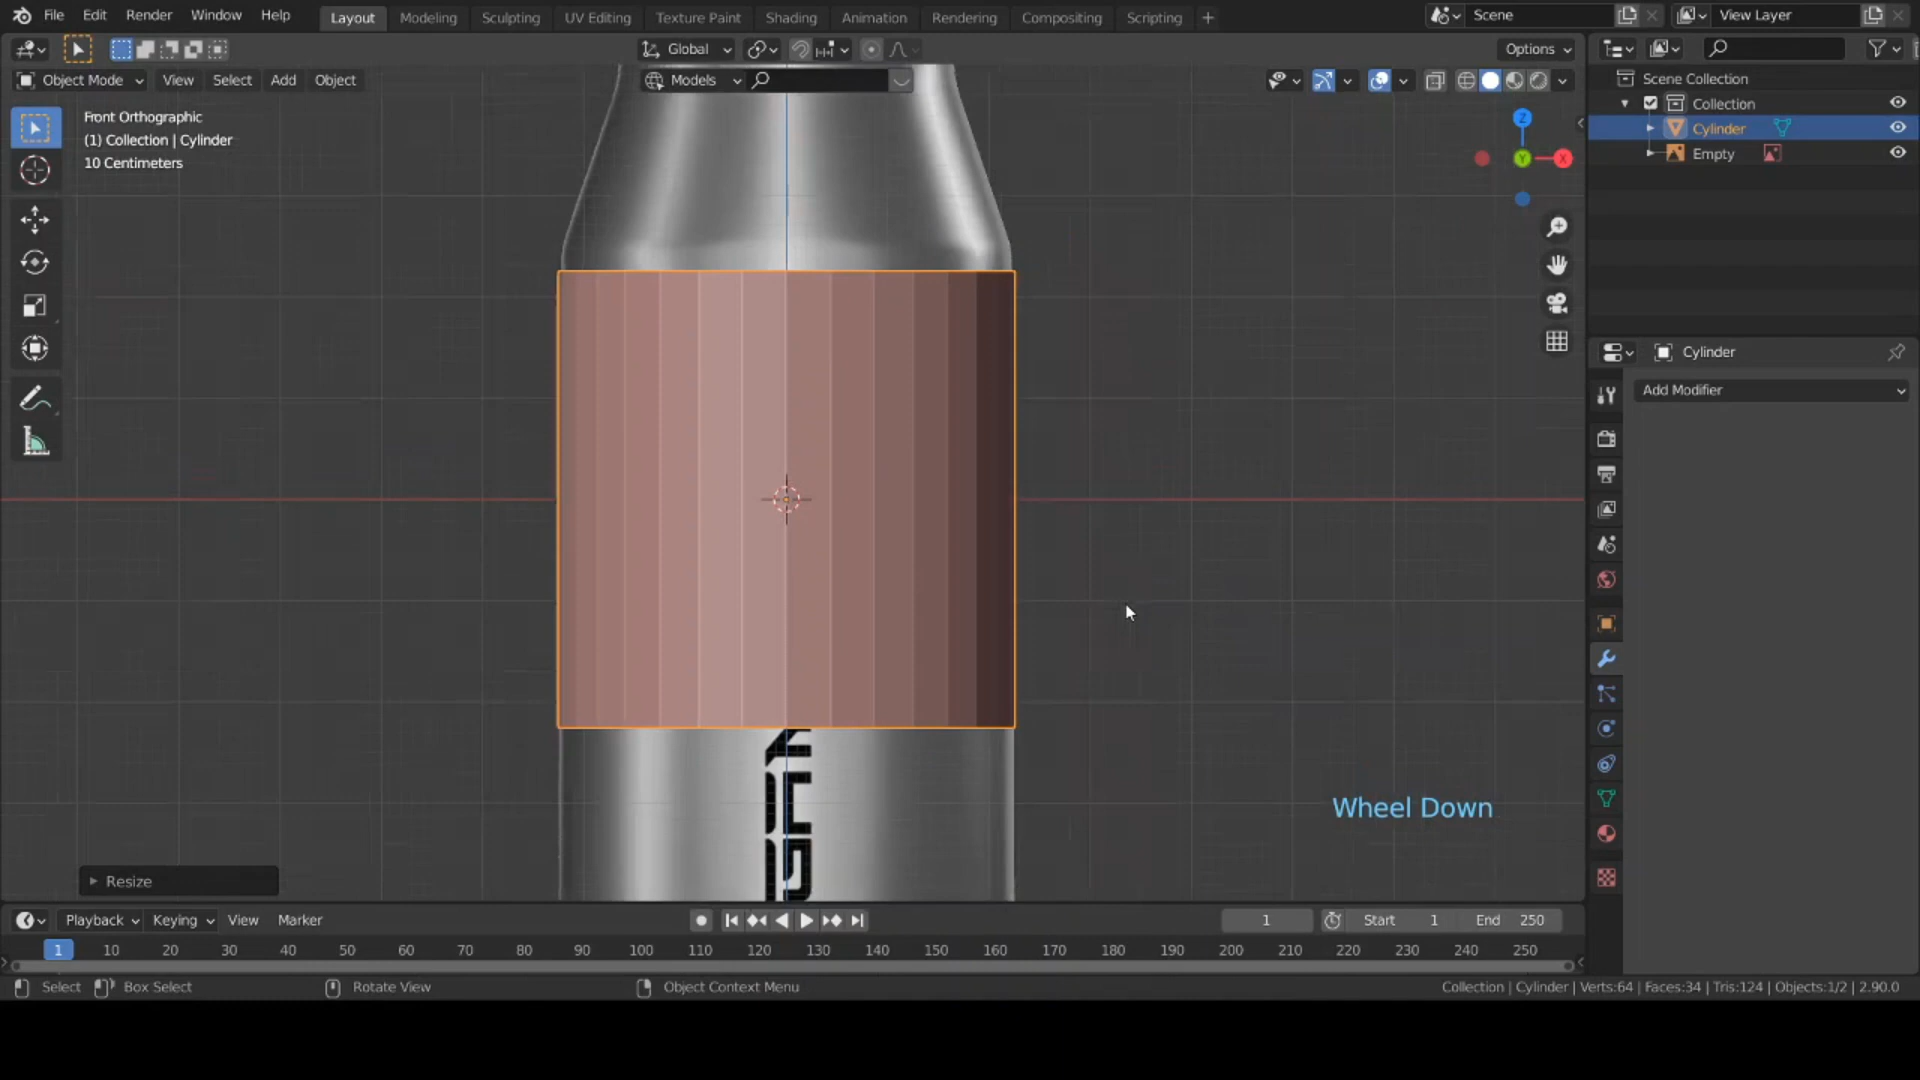 File Edit Render Window Help Layout Modeling Sculpting UV Editing Texture Paint Shading Animation Rendering Compositing Scripting + Scene View Layer
Global Options
Object Mode View Select Add Object Models
Scene Collection
Collection
Cylinder
Empty
Front Orthographic
(1) Collection | Cylinder
10 Centimeters
Z
Y
X
Cylinder
Add Modifier
Wheel Down
Resize
Playback Keying View Marker 1 Start 1 End 250
1 10 20 30 40 50 60 70 80 90 100 110 120 130 140 150 160 170 180 190 200 210 220 230 240 250
Select Box Select Rotate View Object Context Menu Collection | Cylinder | Verts:64 | Faces:34 | Tris:124 | Objects:1/2 | 2.90.0